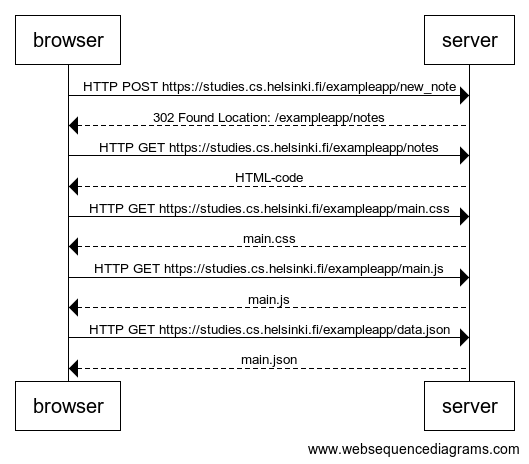 browser server
HTTP POST https://studies.cs.helsinki.fi/exampleapp/new_note
302 Found Location: /exampleapp/notes
HTTP GET https://studies.cs.helsinki.fi/exampleapp/notes
HTML-code
HTTP GET https://studies.cs.helsinki.fi/exampleapp/main.css
main.css
HTTP GET https://studies.cs.helsinki.fi/exampleapp/main.js
main.js
HTTP GET https://studies.cs.helsinki.fi/exampleapp/data.json
main.json
browser server
www.websequencediagrams.com